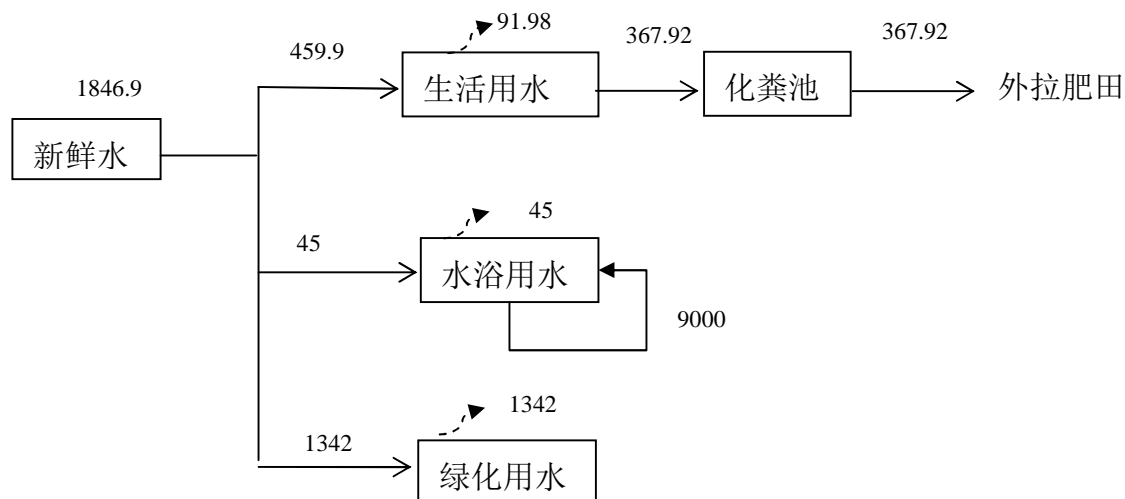 91.98
459.9
367.92
367.92
1846.9
生活用水
化粪池
外拉肥田
新鲜水
45
45
水浴用水
9000
1342
1342
绿化用水